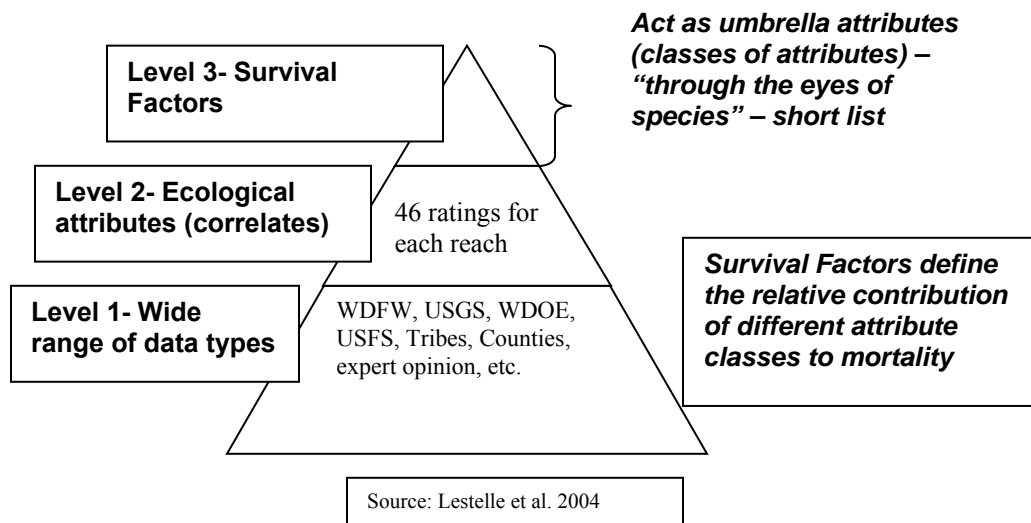 Level 3- Survival
Factors
Act as umbrella attributes
(classes of attributes) –
“through the eyes of
species” – short list
Level 2- Ecological
attributes (correlates)
46 ratings for
each reach
Level 1- Wide
range of data types
WDFW, USGS, WDOE,
USFS, Tribes, Counties,
expert opinion, etc.
Survival Factors define
the relative contribution
of different attribute
classes to mortality
Source: Lestelle et al. 2004